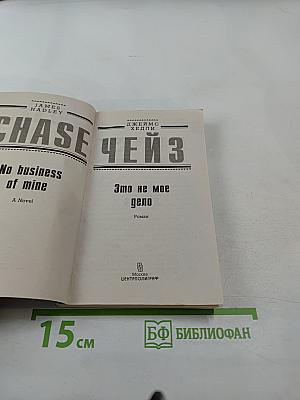 JAMES
HADLEY
CHASE
No business
of mine
A Novel
ДЖЕЙМС
ХЕДЛИ
ЧЕЙЗ
Это не мое
дело
Роман
Москва
ЦЕНТРПОЛИГРАФ
15 см
БФ БИБЛИОФАН